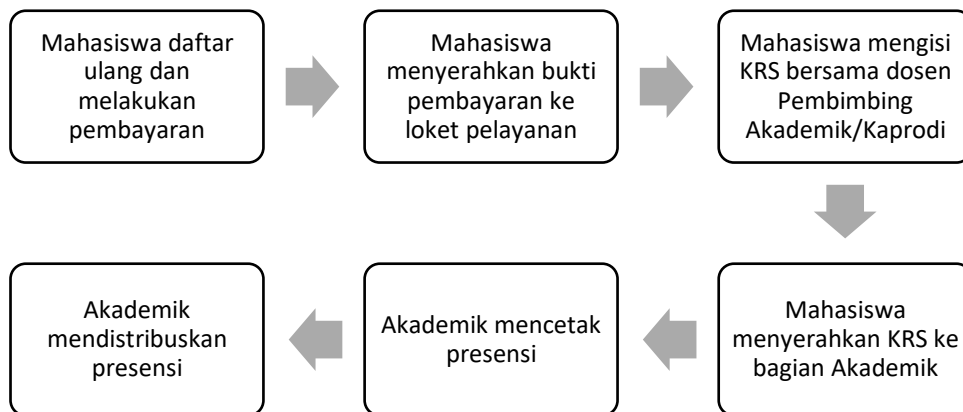 Mahasiswa daftar
ulang dan
melakukan
pembayaran
Mahasiswa
menyerahkan bukti
pembayaran ke
loket pelayanan
Mahasiswa mengisi
KRS bersama dosen
Pembimbing
Akademik/Kaprodi
Mahasiswa
menyerahkan KRS ke
bagian Akademik
Akademik mencetak
presensi
Akademik
mendistribuskan
presensi